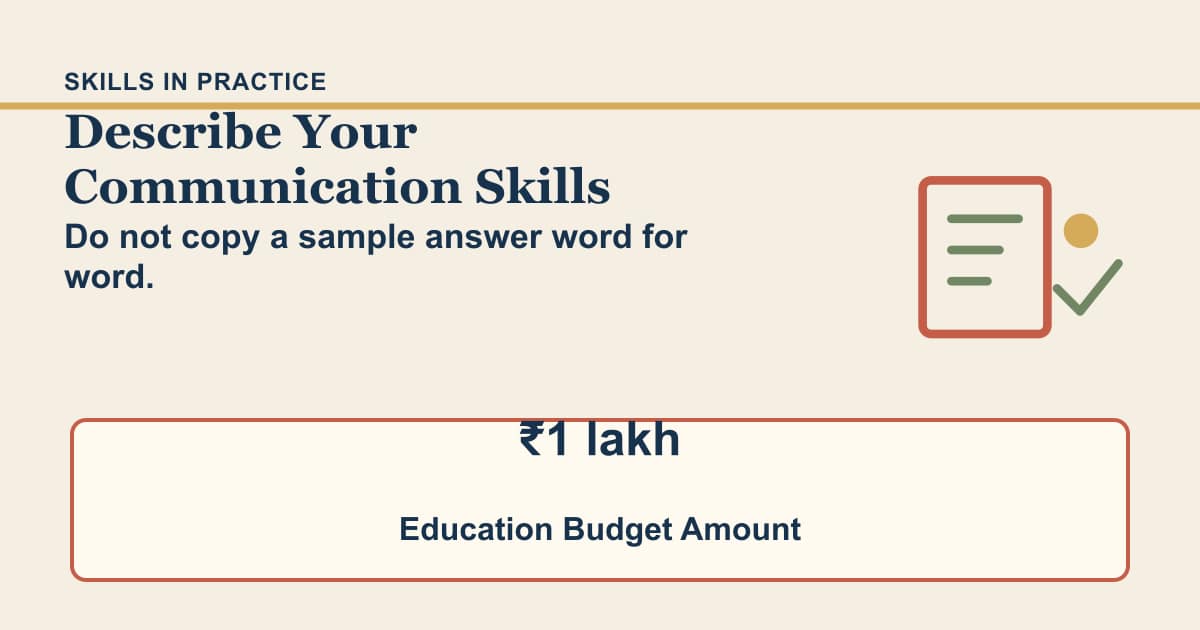 SKILLS IN PRACTICE
Describe Your
Communication Skills
Do not copy a sample answer word for
word.
₹1 lakh
Education Budget Amount